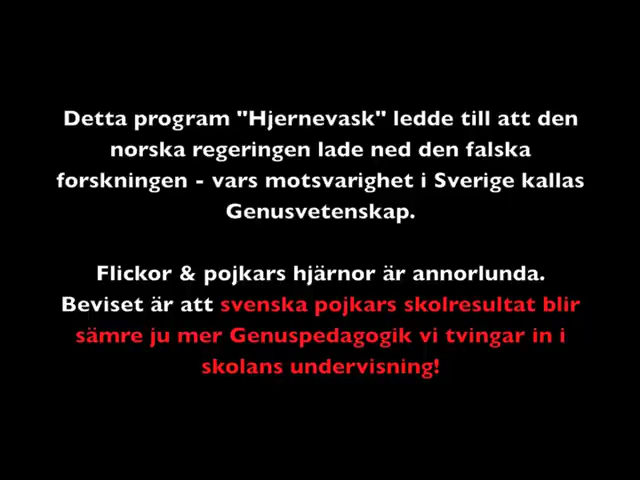 Detta program "Hjernevask" ledde till att den
norska regeringen lade ned den falska
forskningen - vars motsvarighet i Sverige kallas
Genusvetenskap.
Flickor & pojkars hjärnor är annorlunda.
Beviset är att svenska pojkars skolresultat blir
sämre ju mer Genuspedagogik vi tvingar in i
skolans undervisning!